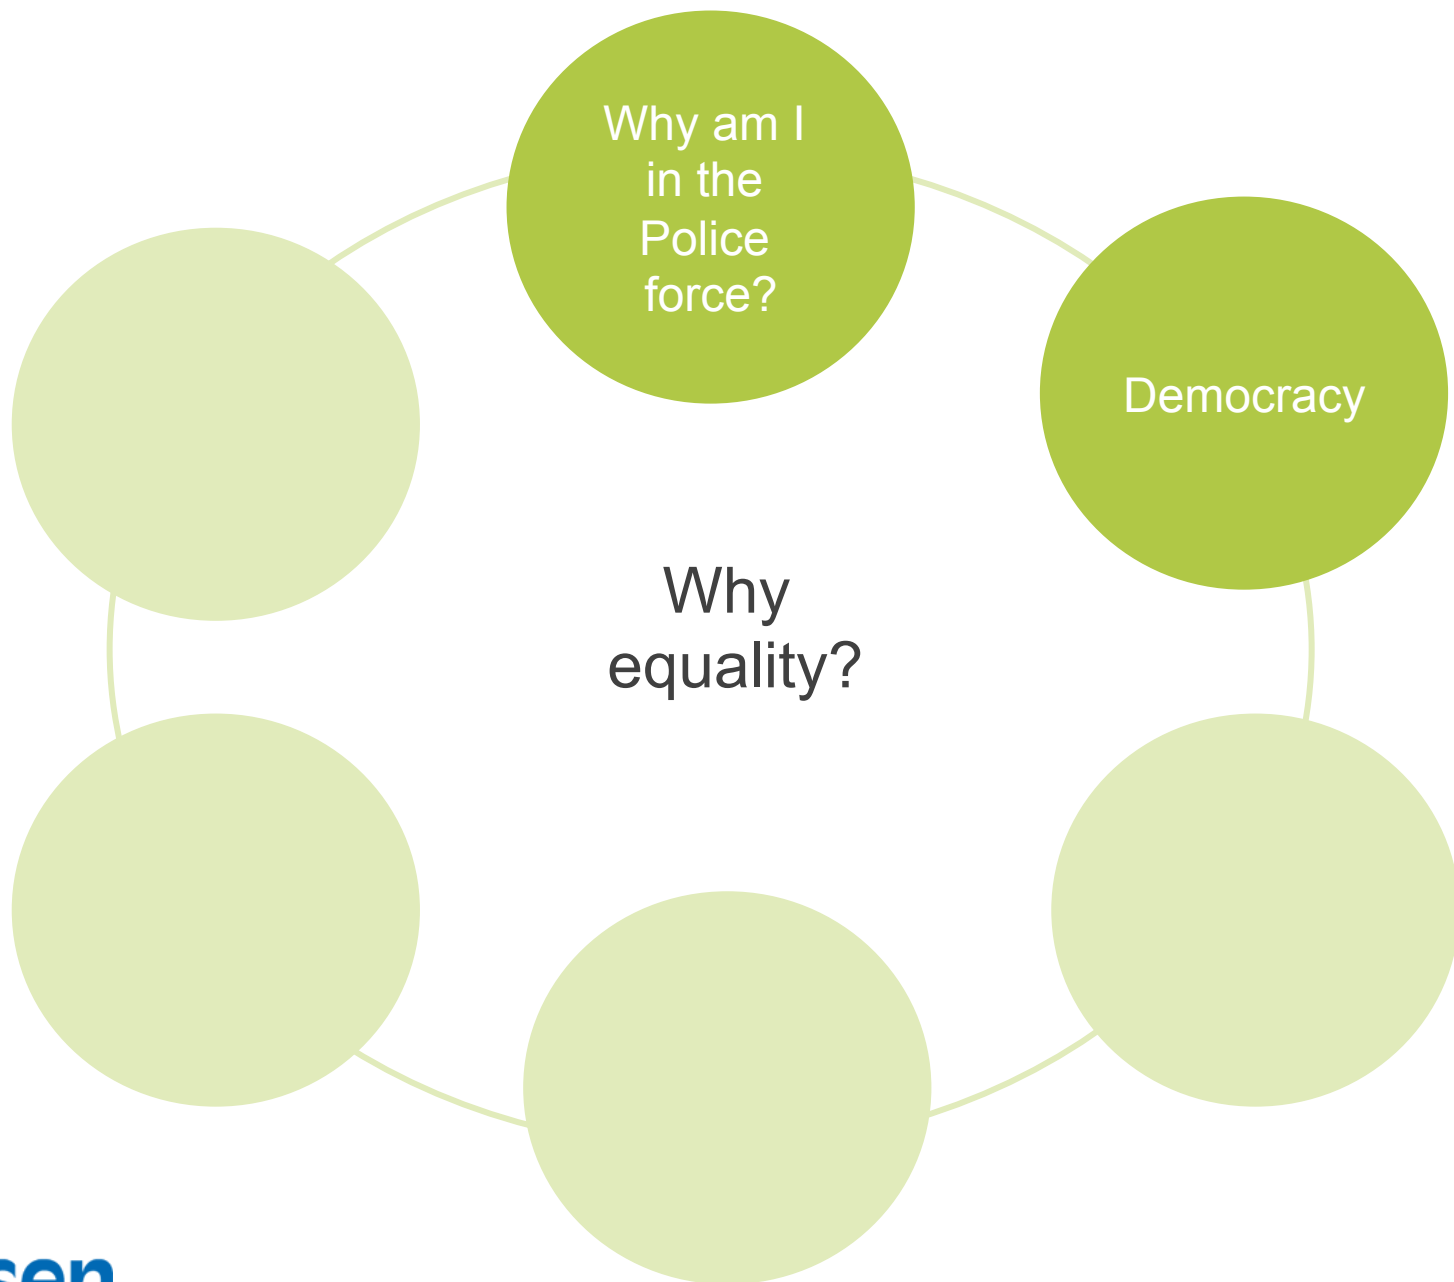 Why am I
in the
Police
force?
Democracy
Why
equality?